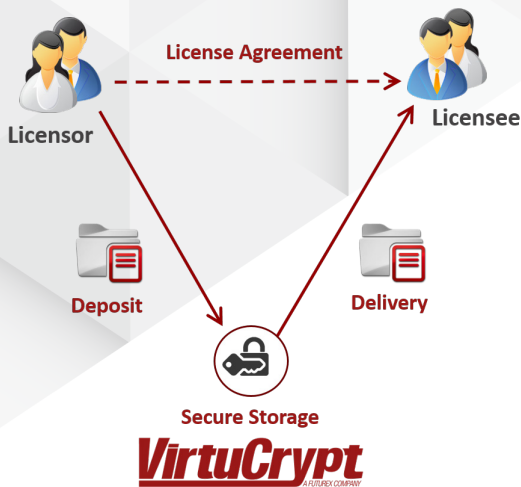 License Agreement
Licensor
Licensee
Deposit
Delivery
Secure Storage
VirtuCrypt
A FUTUREX COMPANY